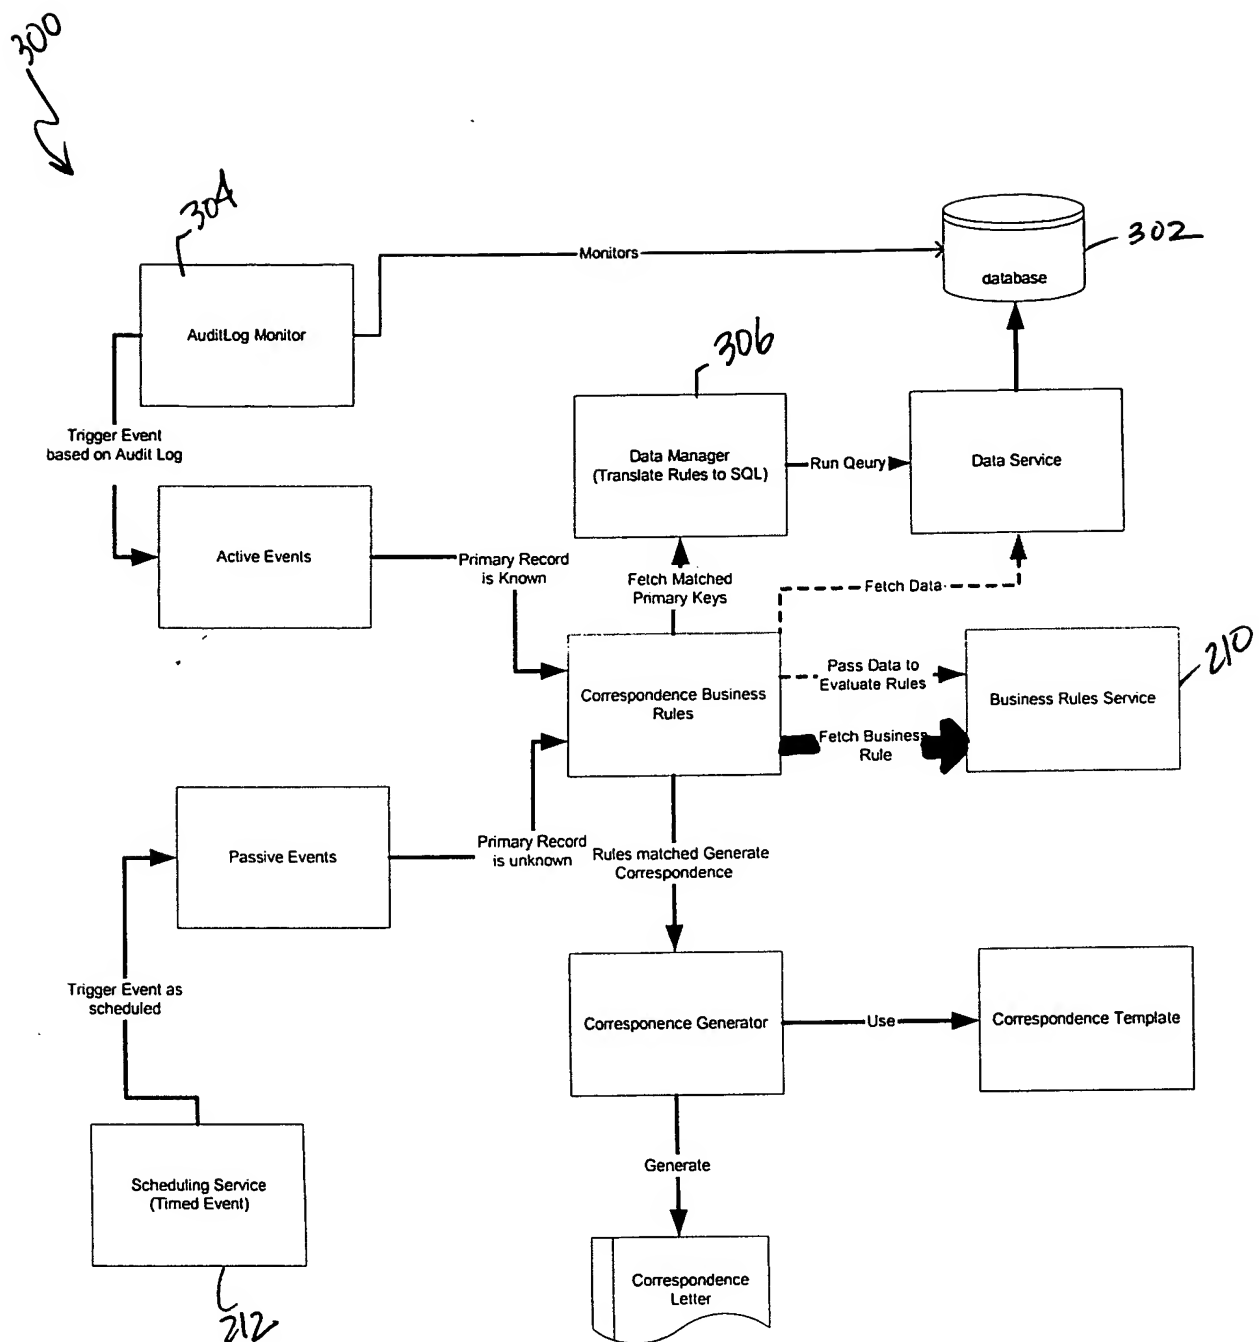 300
304
302
Monitors
database
AuditLog Monitor
306
Trigger Event
based on Audit Log
Data Manager
(Translate Rules to SQL)
Run Qeury
Data Service
Active Events
Primary Record
is Known
Fetch Matched
Primary Keys
Fetch Data
210
Correspondence Business
Rules
Pass Data to
Evaluate Rules
Business Rules Service
Fetch Business
Rule
Passive Events
Primary Record
is unknown
Rules matched Generate
Correspondence
Trigger Event as
scheduled
Corresponence Generator
Use
Correspondence Template
Scheduling Service
(Timed Event)
Generate
212
Correspondence
Letter